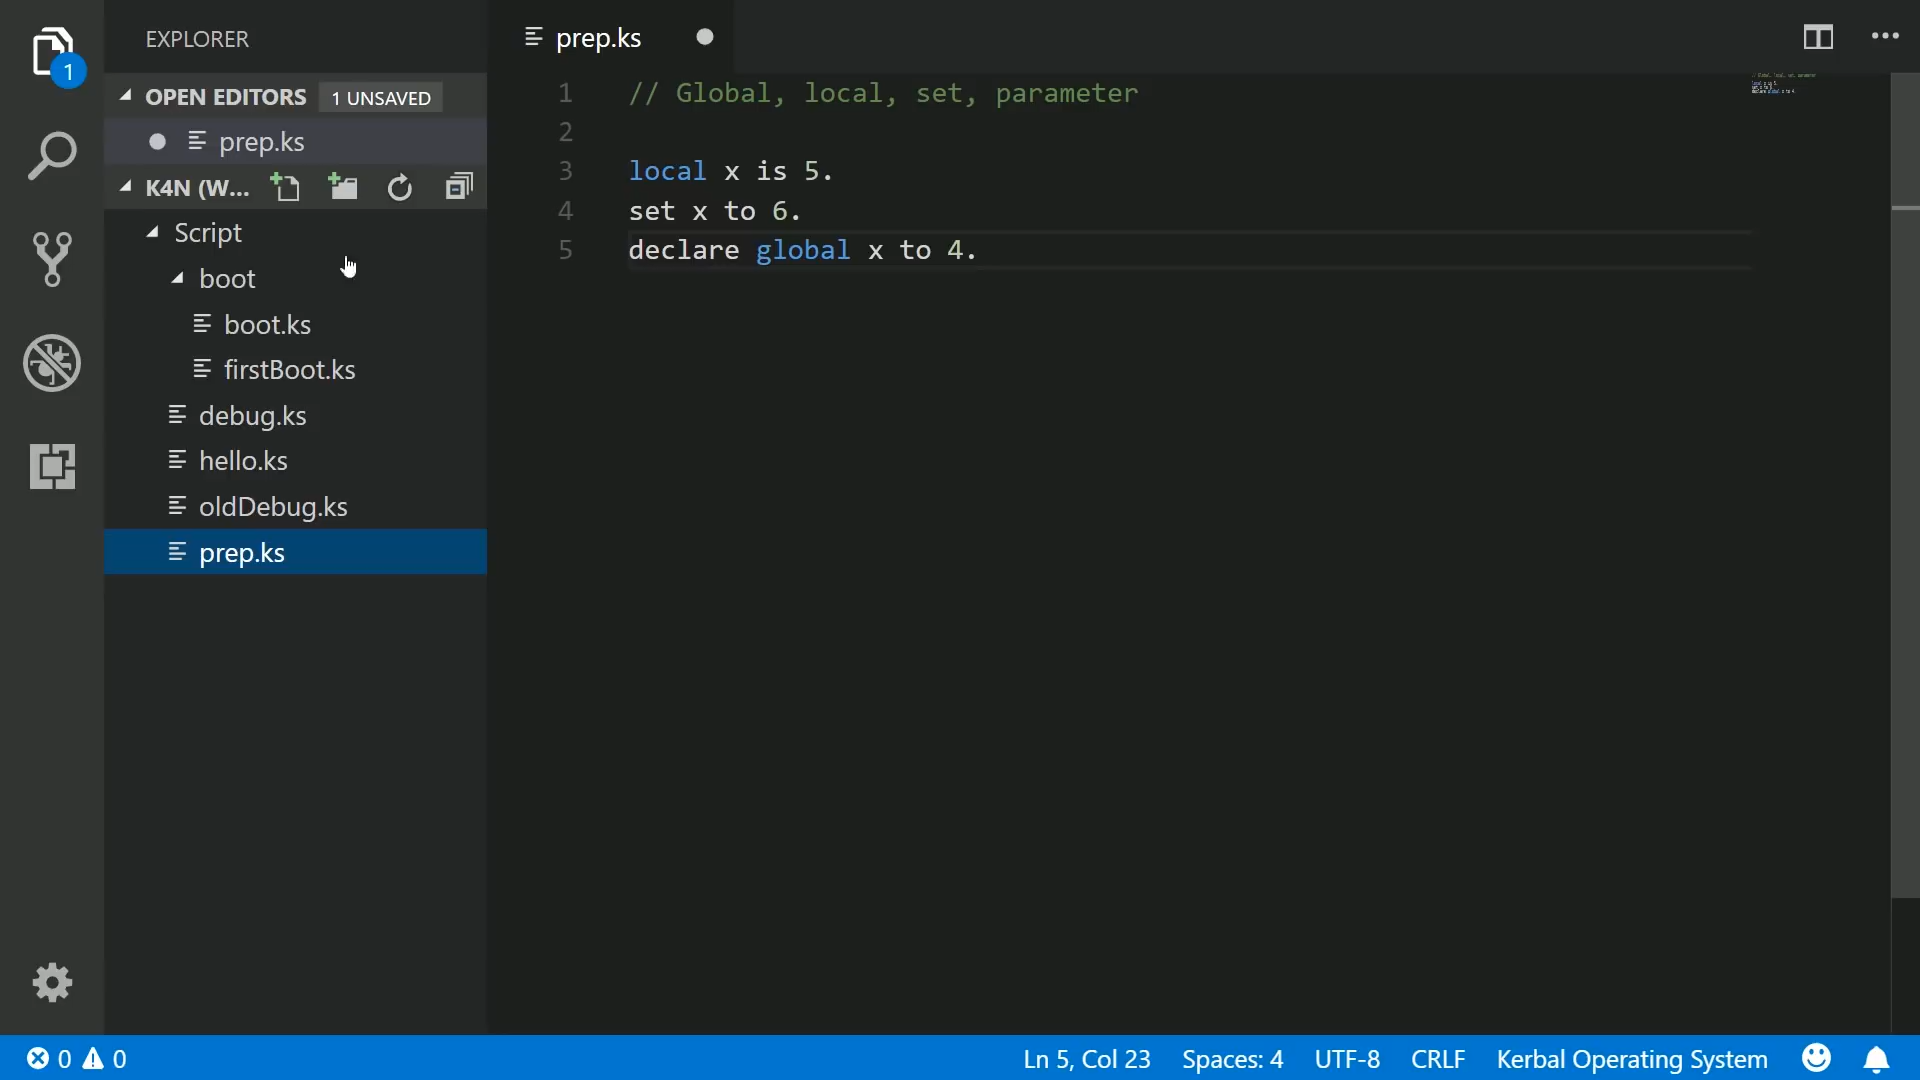 EXPLORER
OPEN EDITORS 1 UNSAVED
prep.ks
K4N (W...
Script
boot
boot.ks
firstBoot.ks
debug.ks
hello.ks
oldDebug.ks
prep.ks
1
prep.ks
1 // Global, local, set, parameter
2
3 local x is 5.
4 set x to 6.
5 declare global x to 4.
0 0
Ln 5, Col 23 Spaces: 4 UTF-8 CRLF Kerbal Operating System